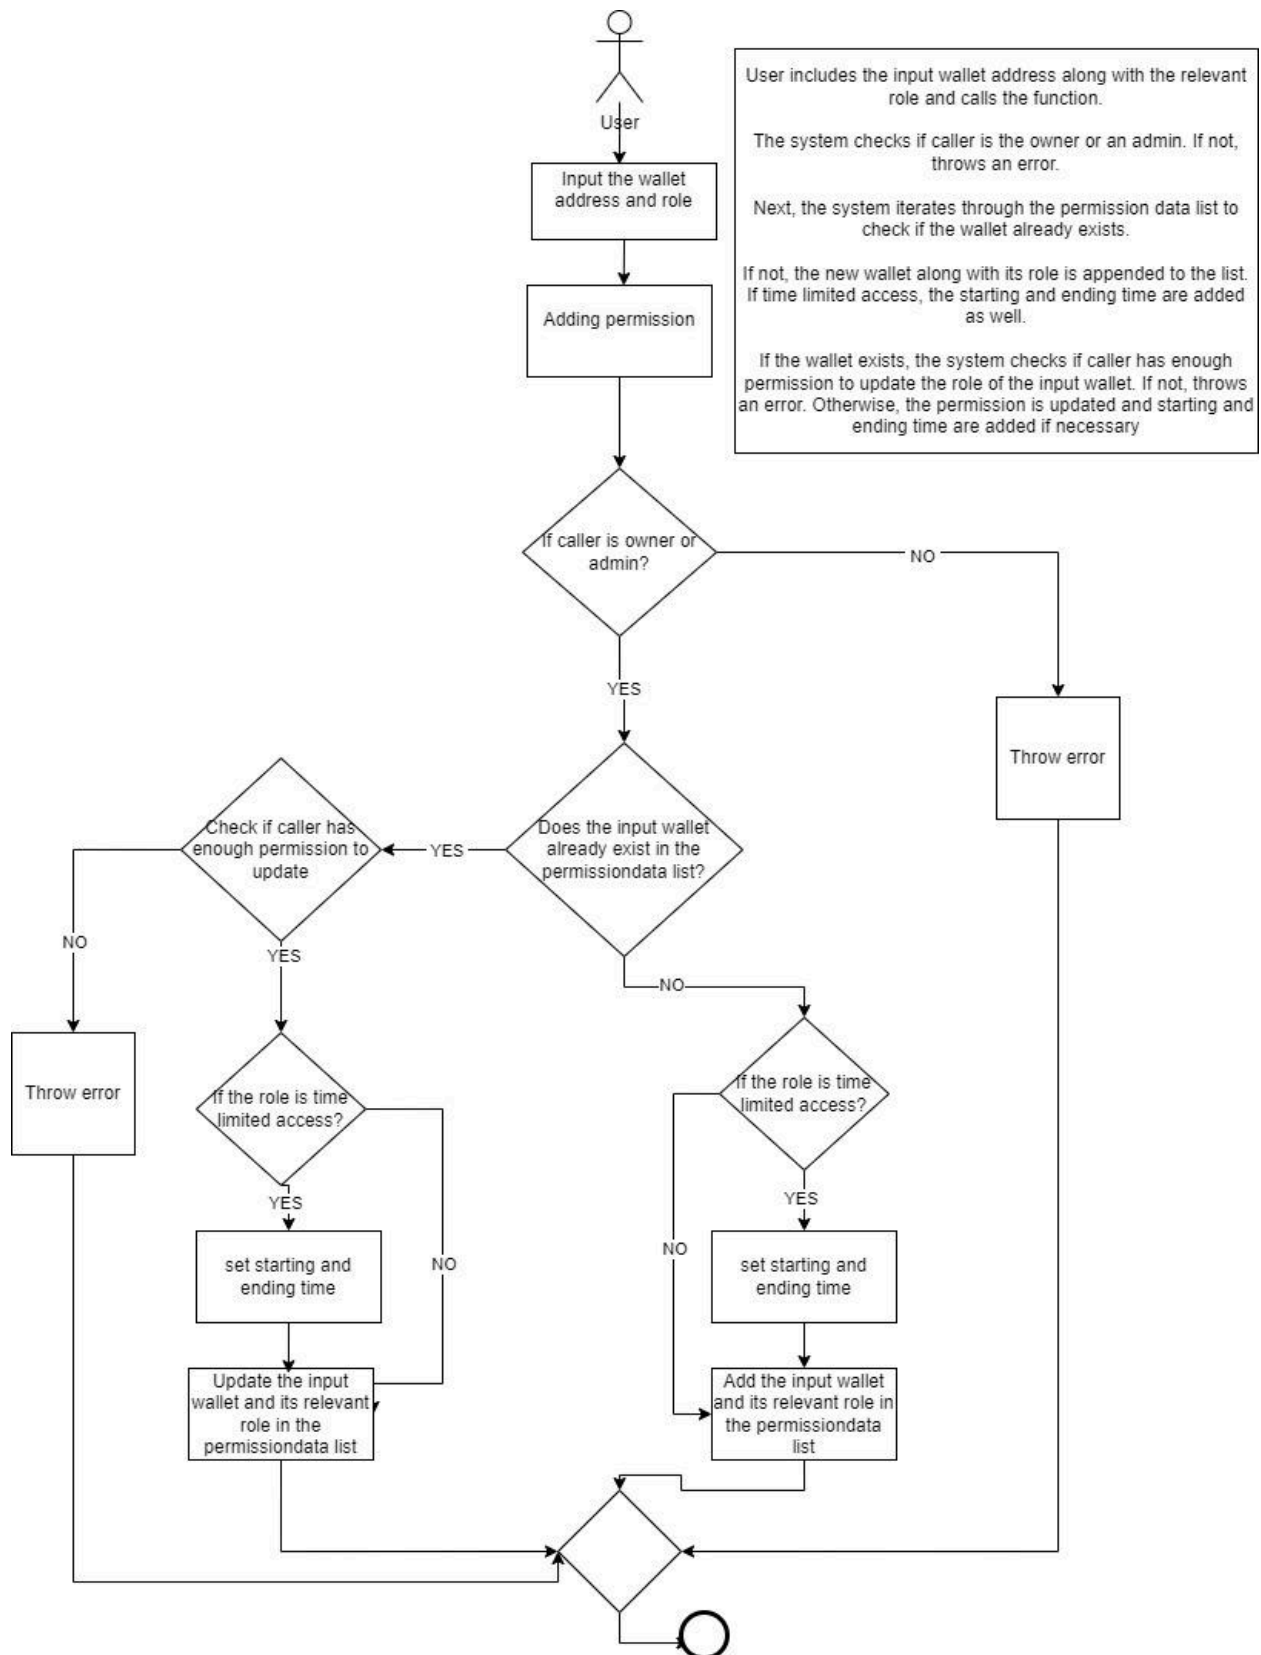 User
User includes the input wallet address along with the relevant
role and calls the function.
The system checks if caller is the owner or an admin. If not,
throws an error.
Next, the system iterates through the permission data list to
check if the wallet already exists.
If not, the new wallet along with its role is appended to the list.
If time limited access, the starting and ending time are added
as well.
If the wallet exists, the system checks if caller has enough
permission to update the role of the input wallet. If not, throws
an error. Otherwise, the permission is updated and starting and
ending time are added if necessary
Input the wallet
address and role
Adding permission
If caller is owner or
admin?
NO
YES
Throw error
Does the input wallet
already exist in the
permissiondata list?
YES
Check if caller has
enough permission to
update
NO
YES
NO
Throw error
If the role is time
limited access?
If the role is time
limited access?
YES
NO
YES
NO
set starting and
ending time
set starting and
ending time
Update the input
wallet and its relevant
role in the
permissiondata list
Add the input wallet
and its relevant role in
the permissiondata
list